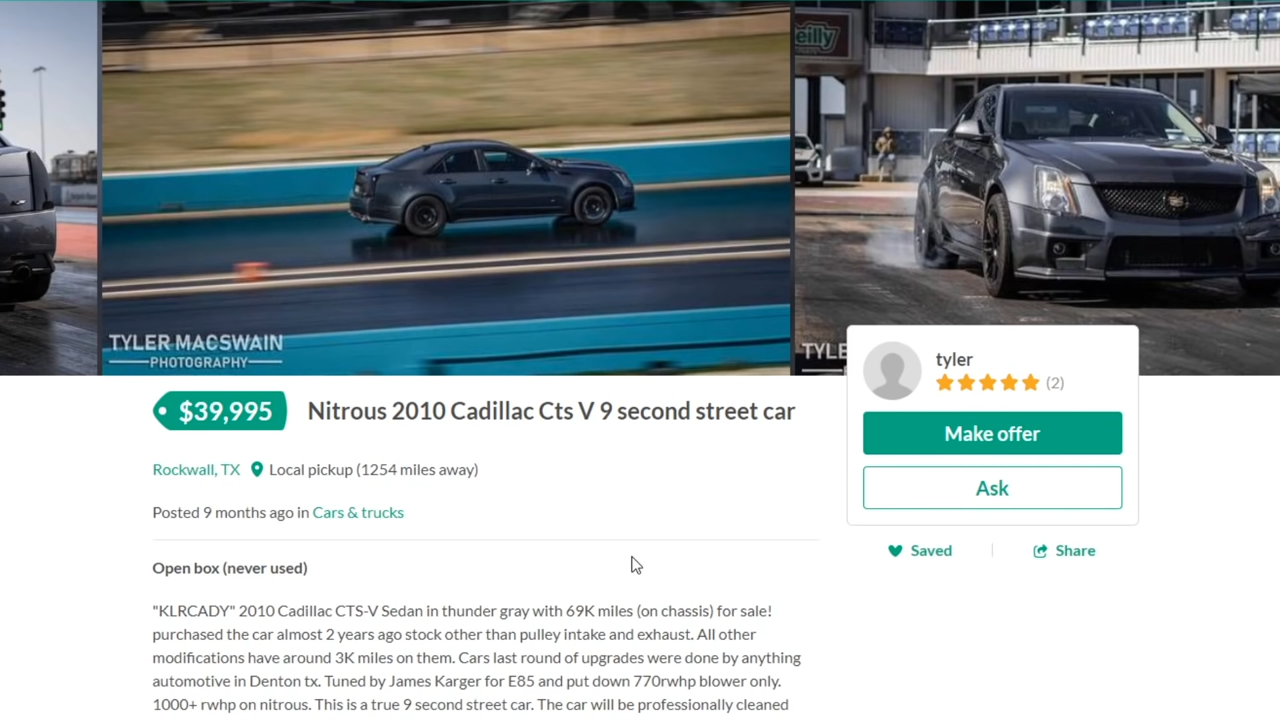 eilly
TYLER MACSWAIN
PHOTOGRAPHY
TYLE
tyler
(2)
$39,995
Nitrous 2010 Cadillac Cts V 9 second street car
Make offer
Rockwall, TX Local pickup (1254 miles away)
Ask
Posted 9 months ago in Cars & trucks
Saved
Share
Open box (never used)
"KLRCADY" 2010 Cadillac CTS-V Sedan in thunder gray with 69K miles (on chassis) for sale!
purchased the car almost 2 years ago stock other than pulley intake and exhaust. All other
modifications have around 3K miles on them. Cars last round of upgrades were done by anything
automotive in Denton tx. Tuned by James Karger for E85 and put down 770rwhp blower only.
1000+ rwhp on nitrous. This is a true 9 second street car. The car will be professionally cleaned